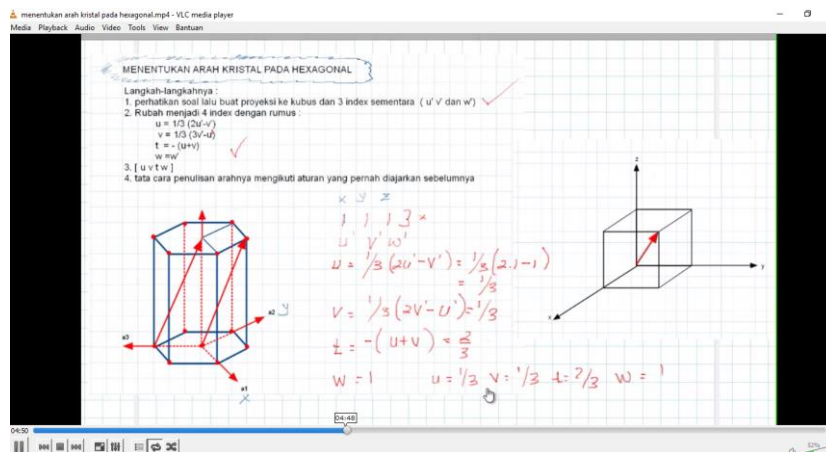 menentukan arah kristal pada hexagonal.mp4 - VLC media player
Media Playback Audio Video Tools View Bantuan
MENENTUKAN ARAH KRISTAL PADA HEXAGONAL
Langkah-langkahnya :
1. perhatikan soal lalu buat proyeksi ke kubus dan 3 index sementara ( u' v' dan w')
2. Rubah menjadi 4 index dengan rumus :
u = 1/3 (2u'-v')
v = 1/3 (3v'-u)
t = - (u+v)
w =w'
3. [ u v t w ]
4. tata cara penulisan arahnya mengikuti aturan yang pernah diajarkan sebelumnya
x y z
1 1 1 ] *
u' v' w'
u = 1/3 (2u'-v') = 1/3 (2.1-1)
= 1/3
v = 1/3 (2v'-u') = 1/3
t = -(u+v) = 2/3
w = 1 u = 1/3 v = 1/3 t = 2/3 w = 1
a3
a2 y
a1
x
z
y
x
04:48
04:50
52%